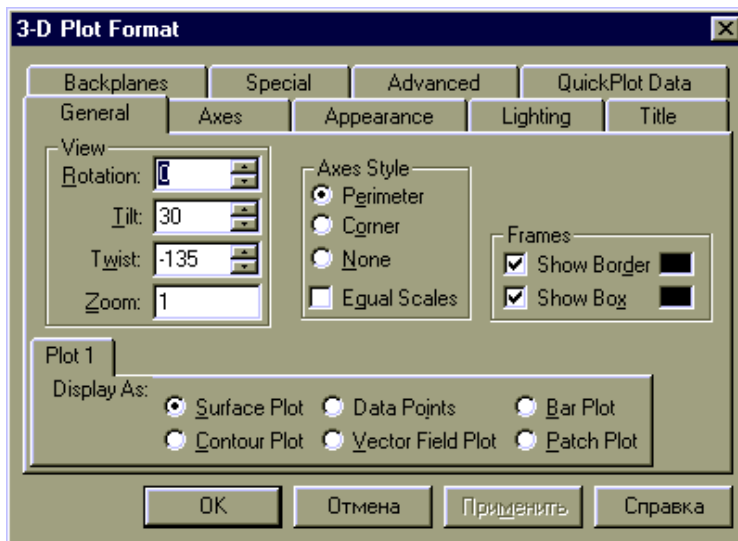 3-D Plot Format
Backplanes Special Advanced QuickPlot Data
General Axes Appearance Lighting Title
View
Rotation: 0
Tilt: 30
Twist: -135
Zoom: 1
Axes Style
Perimeter
Corner
None
Equal Scales
Frames
Show Border
Show Box
Plot 1
Display As:
Surface Plot Data Points Bar Plot
Contour Plot Vector Field Plot Patch Plot
OK Отмена Применить Справка